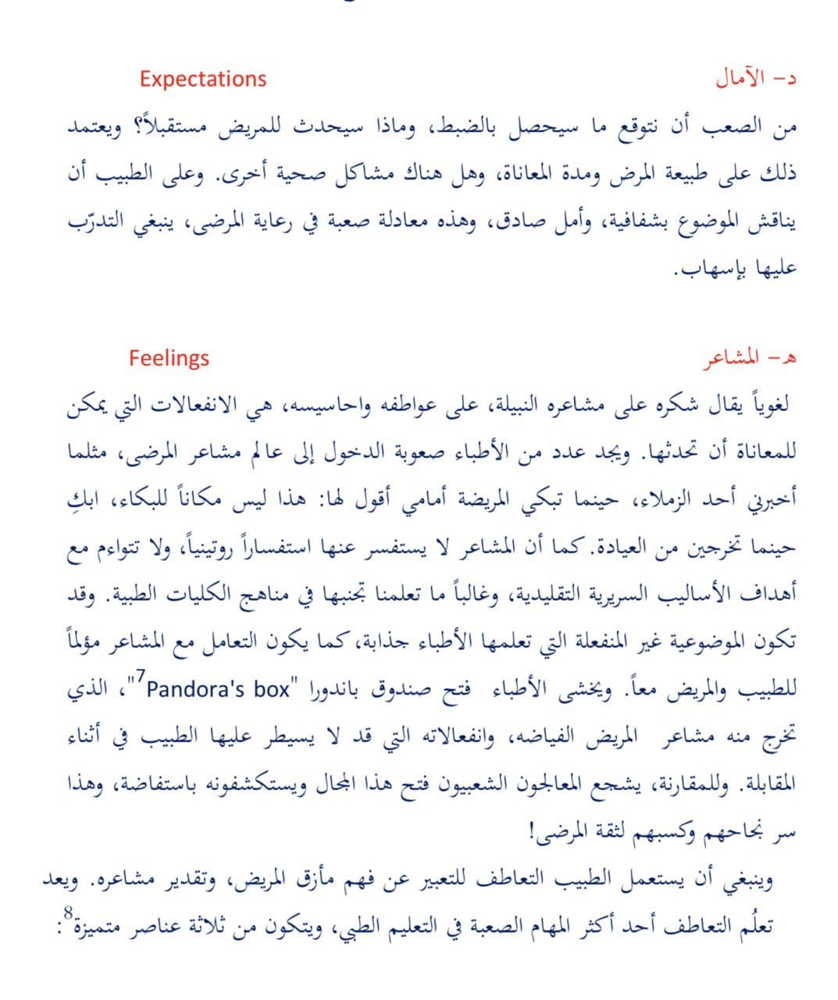 د– الآمال Expectations
من الصعب أن نتوقع ما سيحصل بالضبط، وماذا سيحدث للمريض مستقبلاً؟ ويعتمد
ذلك على طبيعة المرض ومدة المعاناة، وهل هناك مشاكل صحية أخرى. وعلى الطبيب أن
يناقش الموضوع بشفافية، وأمل صادق، وهذه معادلة صعبة في رعاية المرضى، ينبغي التدرّب
عليها بإسهاب.
هـ– المشاعر Feelings
لغوياً يقال شكره على مشاعره النبيلة، على عواطفه واحاسيسه، هي الانفعالات التي يمكن
للمعاناة أن تحدثها. ويجد عدد من الأطباء صعوبة الدخول إلى عالم مشاعر المرضى، مثلما
أخبرني أحد الزملاء، حينما تبكي المريضة أمامي أقول لها: هذا ليس مكاناً للبكاء، ابكِ
حينما تخرجين من العيادة. كما أن المشاعر لا يستفسر عنها استفساراً روتينياً، ولا تتواءم مع
أهداف الأساليب السريرية التقليدية، وغالباً ما تعلمنا تجنبها في مناهج الكليات الطبية. وقد
تكون الموضوعية غير المنفعلة التي تعلمها الأطباء جذابة، كما يكون التعامل مع المشاعر مؤلماً
للطبيب والمريض معاً. ويخشى الأطباء فتح صندوق باندورا "Pandora's box⁷"، الذي
تخرج منه مشاعر المريض الفياضه، وانفعالاته التي قد لا يسيطر عليها الطبيب في أثناء
المقابلة. وللمقارنة، يشجع المعالجون الشعبيون فتح هذا المجال ويستكشفونه باستفاضة، وهذا
سر نجاحهم وكسبهم لثقة المرضى!
وينبغي أن يستعمل الطبيب التعاطف للتعبير عن فهم مأزق المريض، وتقدير مشاعره. ويعد
تعلُم التعاطف أحد أكثر المهام الصعبة في التعليم الطبي، ويتكون من ثلاثة عناصر متميزة⁸: